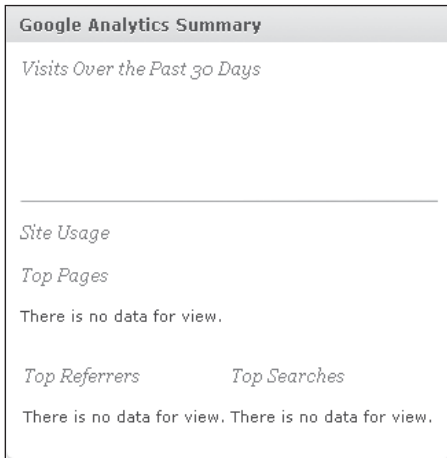 Google Analytics Summary
Visits Over the Past 30 Days
Site Usage
Top Pages
There is no data for view.
Top Referrers Top Searches
There is no data for view. There is no data for view.